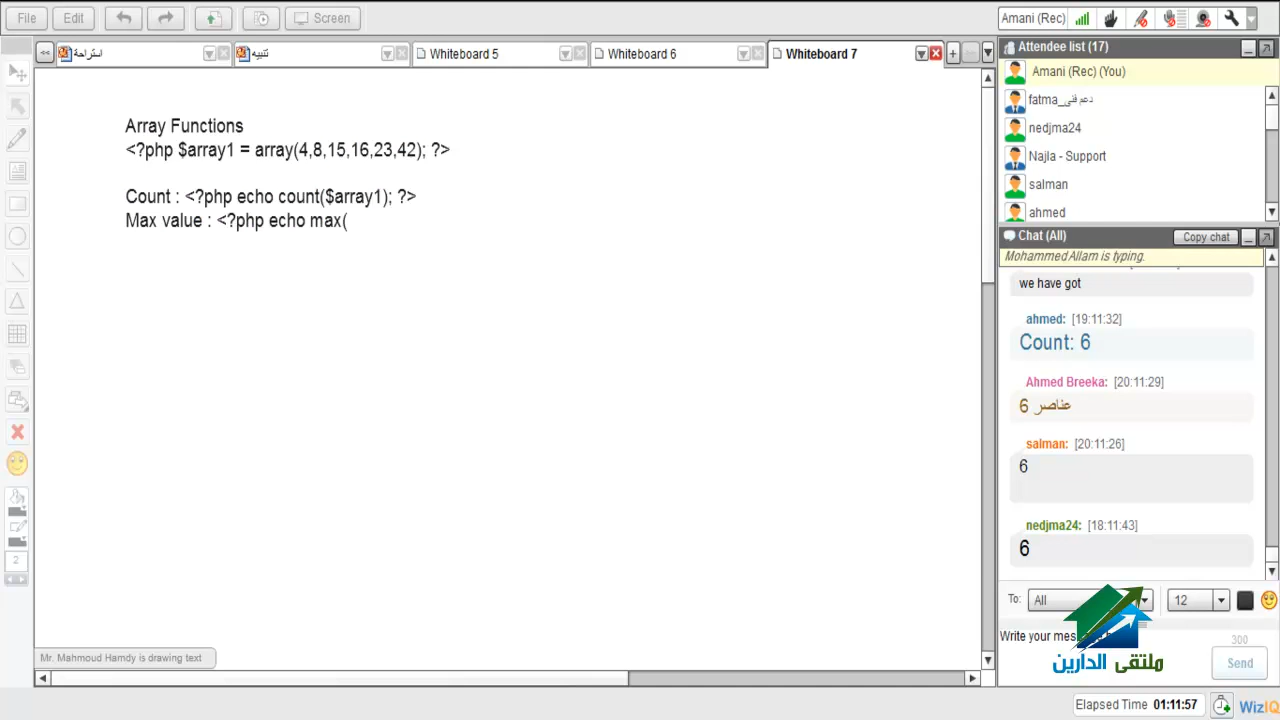 File
Edit
Screen
Amani (Rec)
استراحة
تنبيه
Whiteboard 5
Whiteboard 6
Whiteboard 7
Array Functions
<?php $array1 = array(4,8,15,16,23,42); ?>
Count : <?php echo count($array1); ?>
Max value : <?php echo max(
Mr. Mahmoud Hamdy is drawing text
2
Attendee list (17)
Amani (Rec) (You)
fatma_دعم فنى
nedjma24
Najla - Support
salman
ahmed
Chat (All)
Copy chat
Mohammed Allam is typing.
we have got
ahmed: [19:11:32]
Count: 6
Ahmed Breeka: [20:11:29]
6 عناصر
salman: [20:11:26]
6
nedjma24: [18:11:43]
6
To:
All
12
Write your mes
300
Send
ملتقى الدارين
Elapsed Time 01:11:57
WizIQ